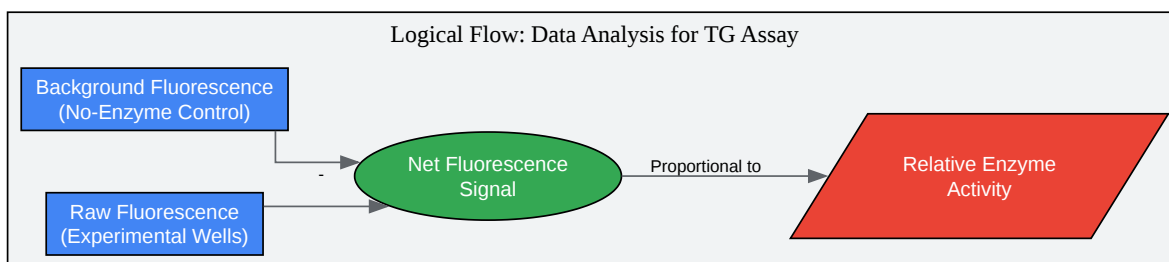 Logical Flow: Data Analysis for TG Assay
Background Fluorescence
(No-Enzyme Control)
-
Raw Fluorescence
(Experimental Wells)
Net Fluorescence
Signal
Proportional to
Relative Enzyme
Activity